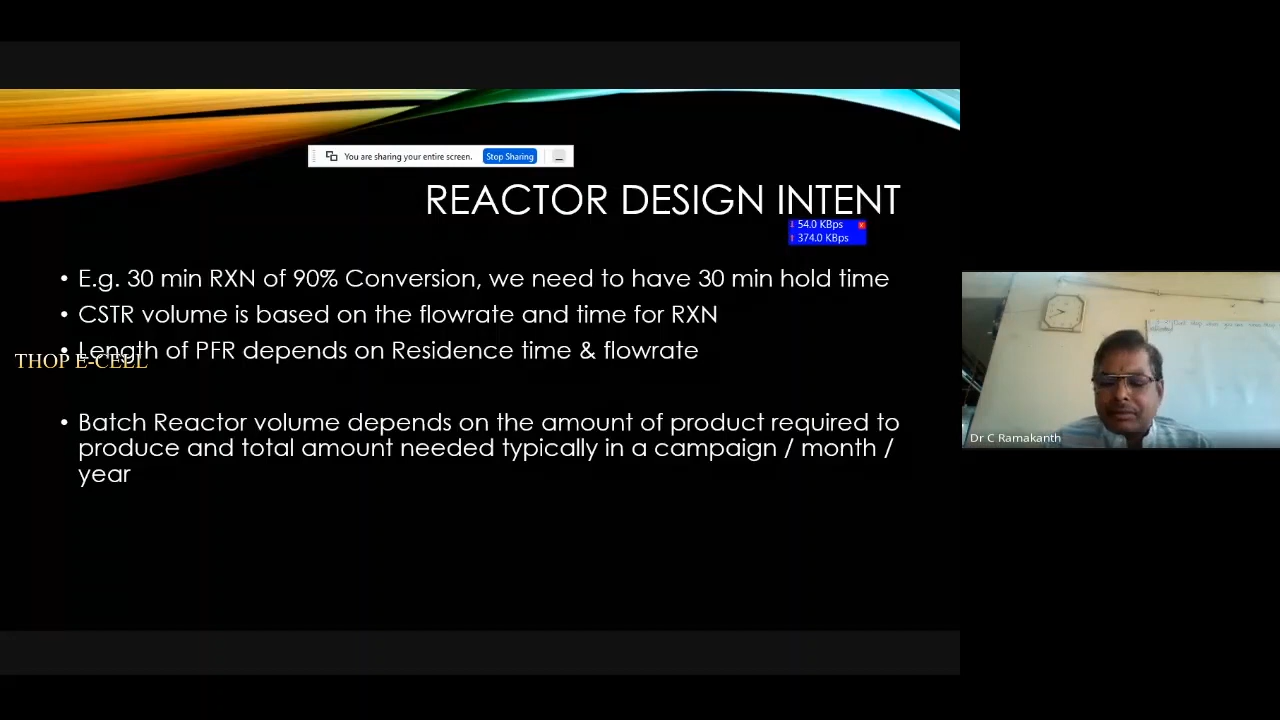 You are sharing your entire screen. Stop Sharing
REACTOR DESIGN INTENT
54.0 KBps
374.0 KBps
• E.g. 30 min RXN of 90% Conversion, we need to have 30 min hold time
• CSTR volume is based on the flowrate and time for RXN
• Length of PFR depends on Residence time & flowrate
THOP E-CELL
• Batch Reactor volume depends on the amount of product required to
produce and total amount needed typically in a campaign / month /
year
Dr C Ramakanth